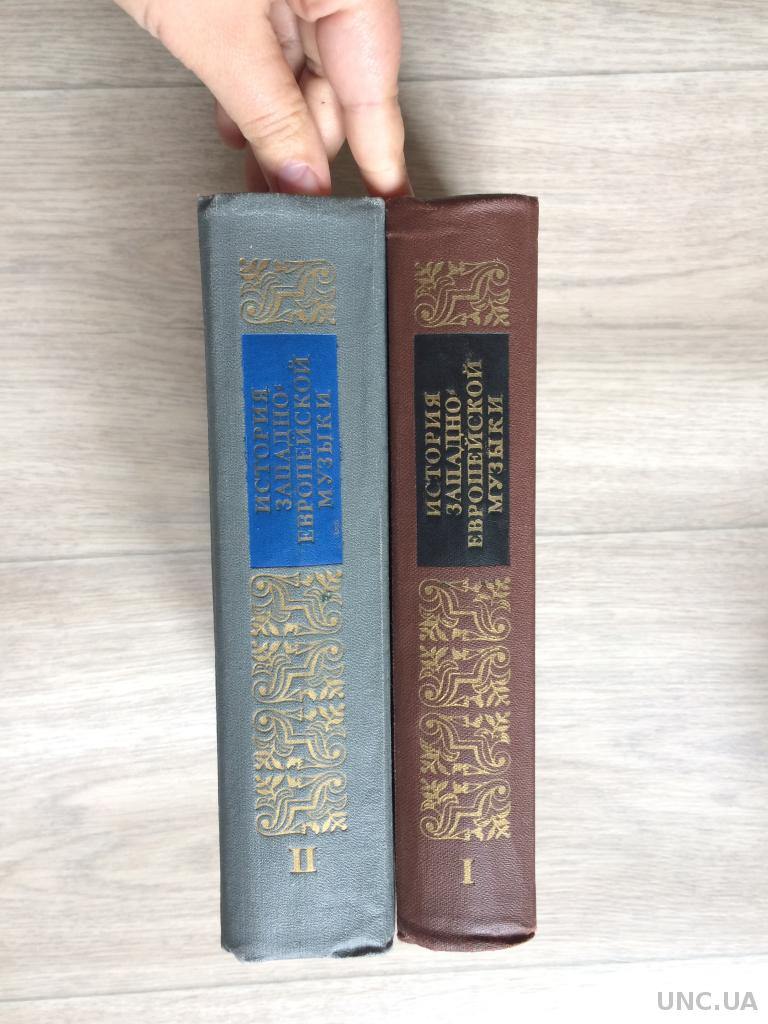 ИСТОРИЯ
ЗАПАДНО-
ЕВРОПЕЙСКОЙ
МУЗЫКИ
II
ИСТОРИЯ
ЗАПАДНО-
ЕВРОПЕЙСКОЙ
МУЗЫКИ
I
UNC.UA